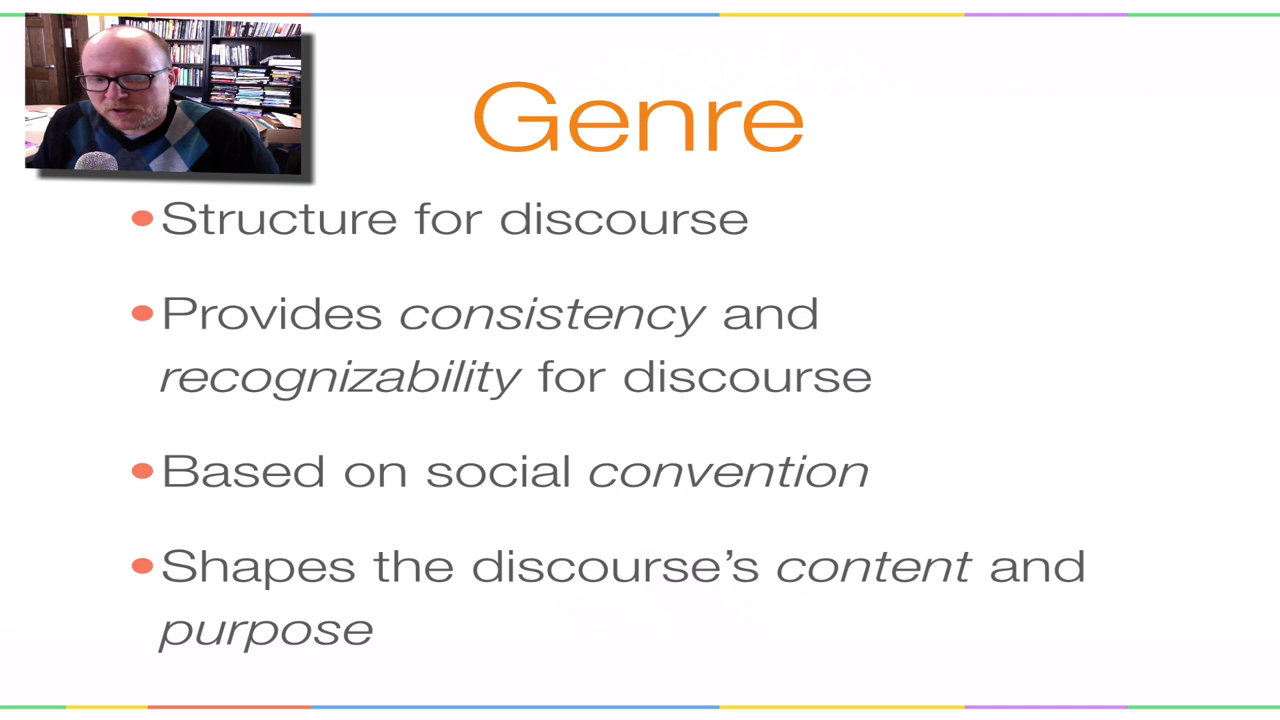 Genre
•Structure for discourse
•Provides consistency and
recognizability for discourse
•Based on social convention
•Shapes the discourse’s content and
purpose